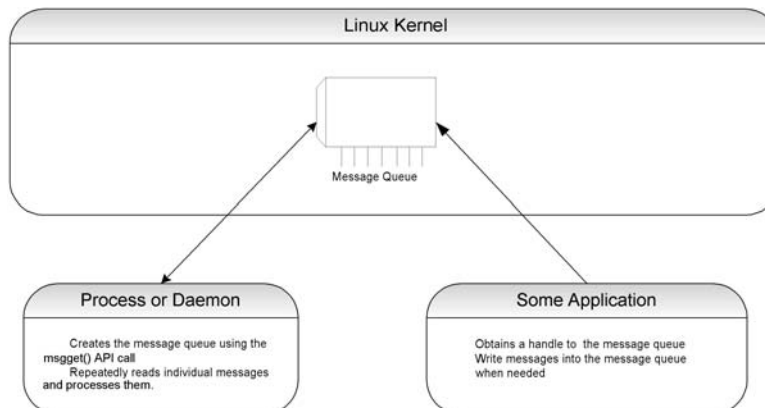 Linux Kernel
Message Queue
Process or Daemon
Creates the message queue using the
msgget() API call
Repeatedly reads individual messages
and processes them.
Some Application
Obtains a handle to the message queue
Write messages into the message queue
when needed